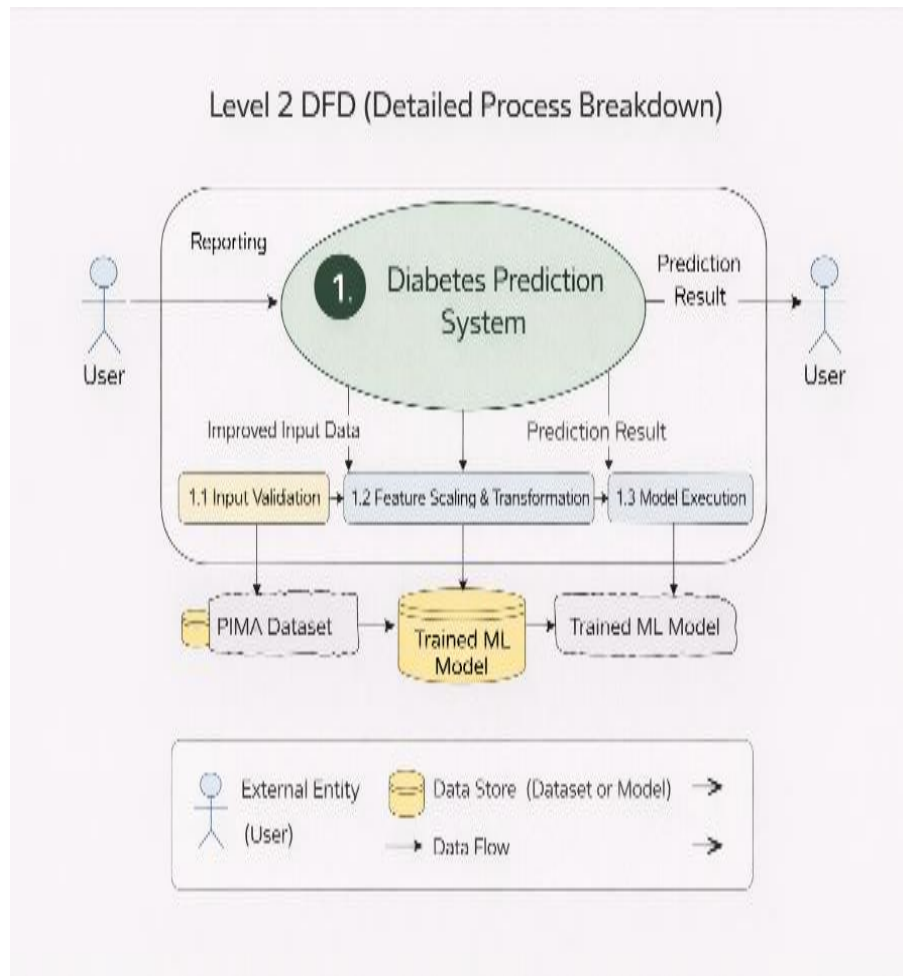 Level 2 DFD (Detailed Process Breakdown)
Reporting
1. Diabetes Prediction
System
Prediction
Result
User
User
Improved Input Data
Prediction Result
1.1 Input Validation
1.2 Feature Scaling & Transformation
1.3 Model Execution
PIMA Dataset
Trained ML
Model
Trained ML Model
External Entity
(User)
Data Store (Dataset or Model)
Data Flow